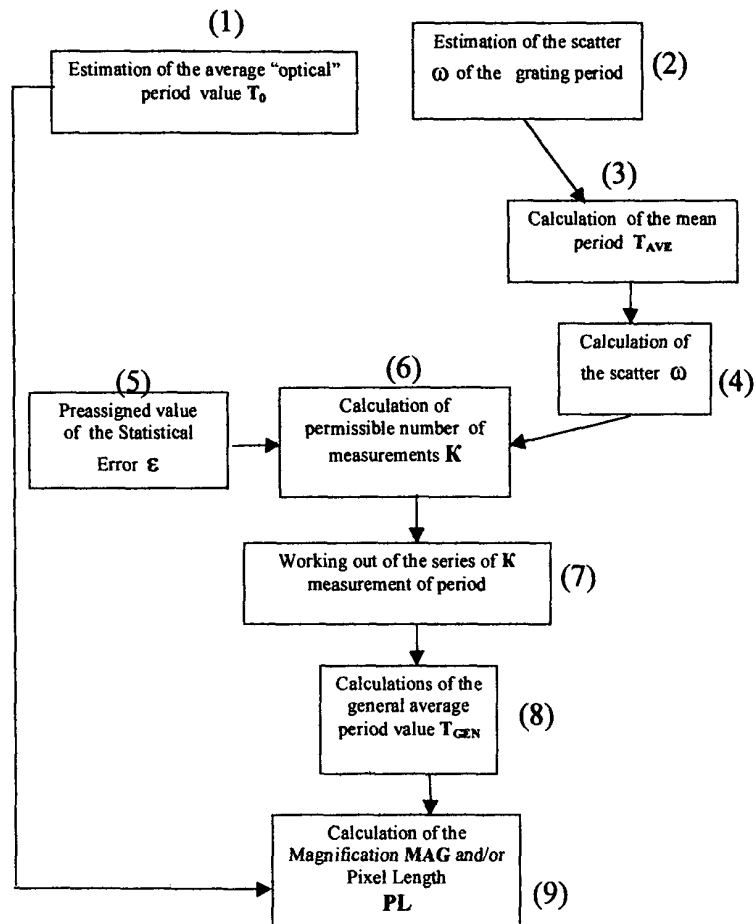 (1)
Estimation of the average “optical”
period value T₀
Estimation of the scatter
ω of the grating period
(2)
(3)
Calculation of the mean
period T_AVE
Calculation of
the scatter ω
(4)
(5)
Preassigned value
of the Statistical
Error ε
(6)
Calculation of
permissible number of
measurements K
Working out of the series of K
measurement of period
(7)
Calculations of the
general average
period value T_GEN
(8)
Calculation of the
Magnification MAG and/or
Pixel Length
PL
(9)